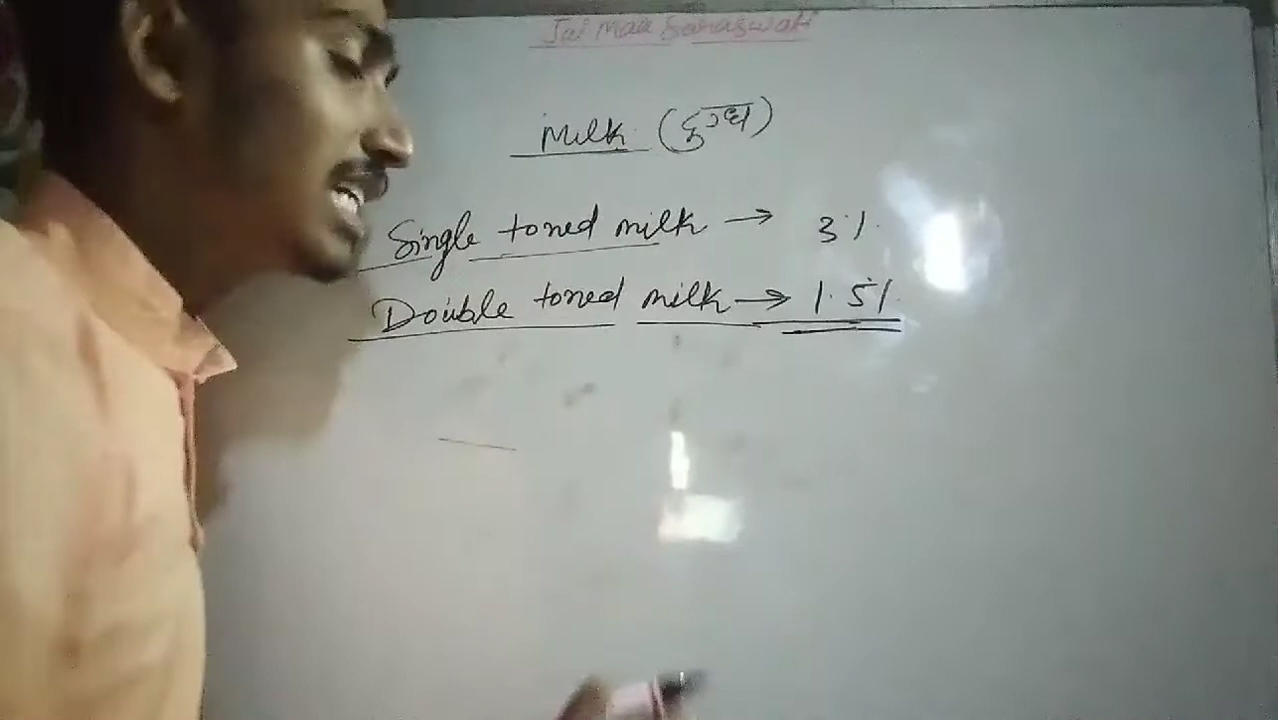 Jai Maa Saraswati
Milk (दुग्ध)
Single toned milk → 3%
Double toned milk → 1.5%